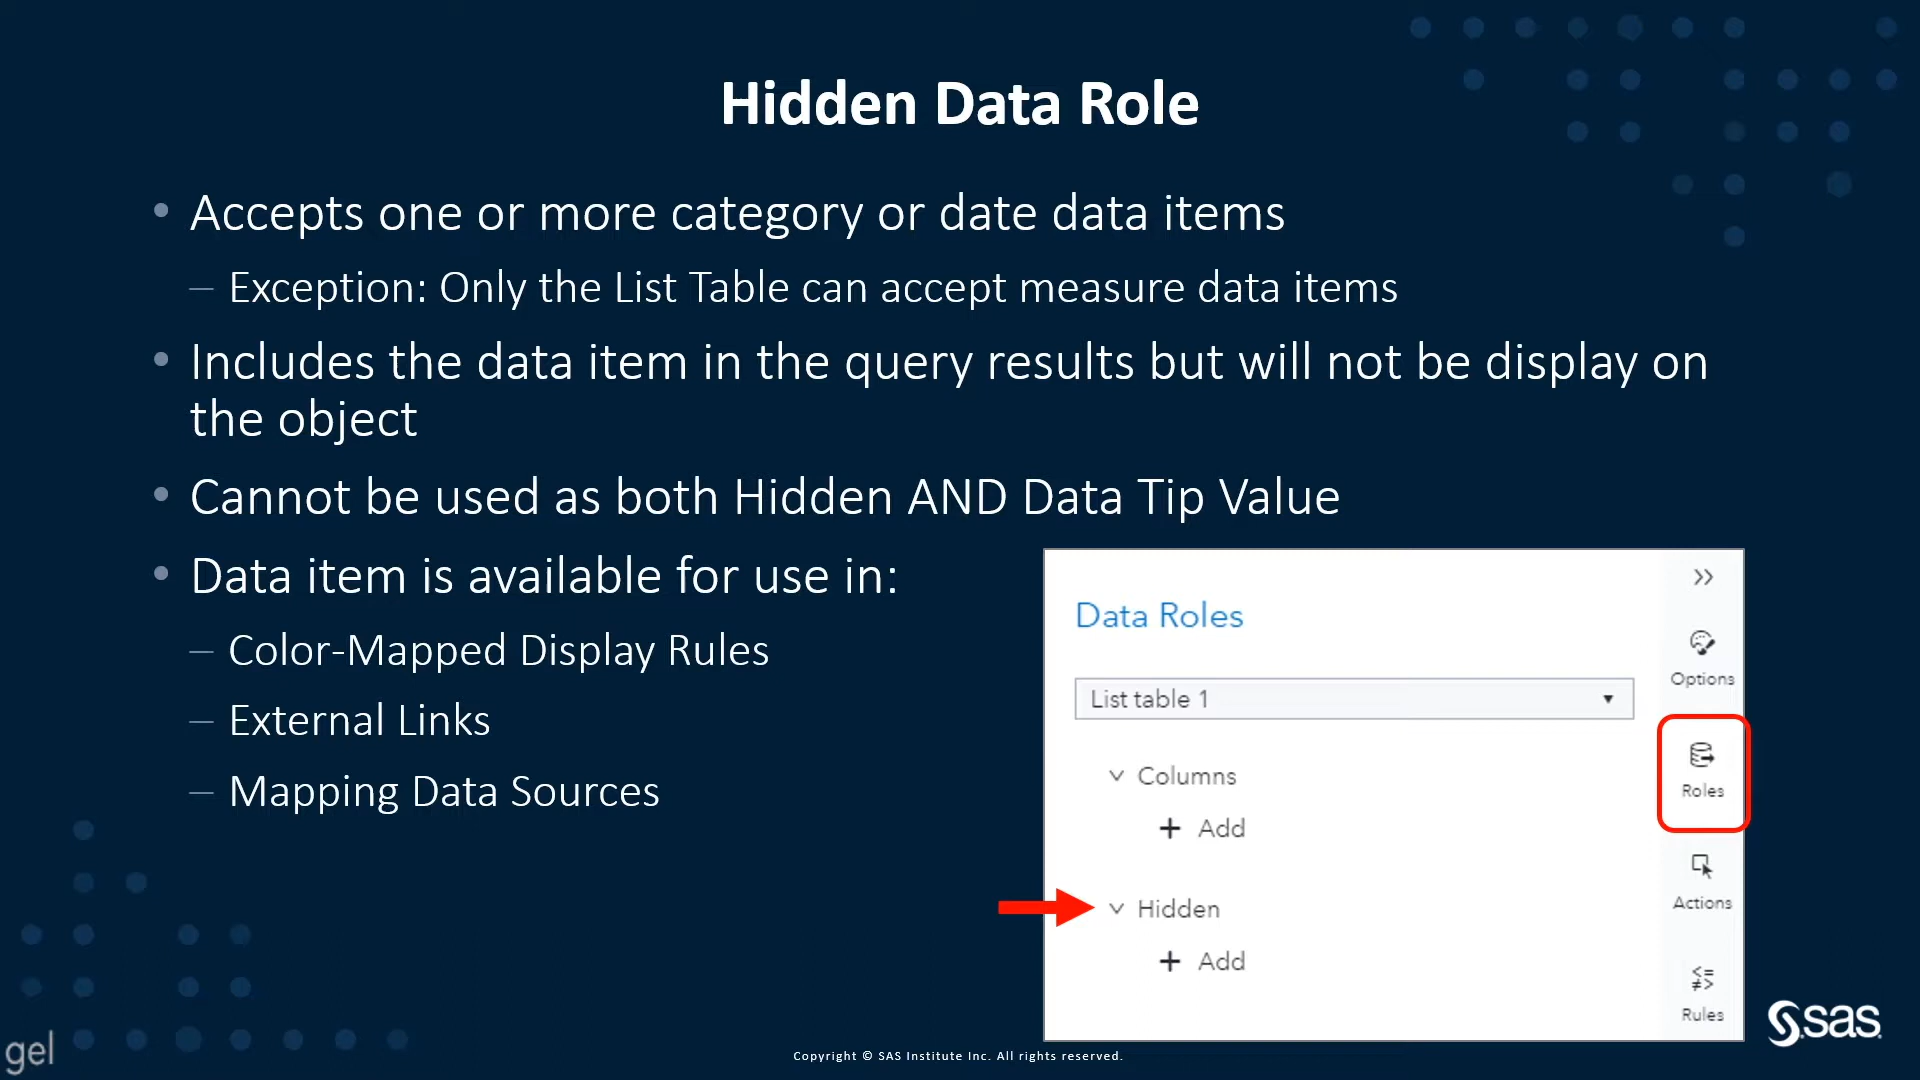 Hidden Data Role
• Accepts one or more category or date data items
– Exception: Only the List Table can accept measure data items
• Includes the data item in the query results but will not be display on
the object
• Cannot be used as both Hidden AND Data Tip Value
• Data item is available for use in:
– Color-Mapped Display Rules
– External Links
– Mapping Data Sources
Data Roles
List table 1
Columns
+ Add
Hidden
+ Add
Options
Roles
Actions
Rules
gel
Copyright © SAS Institute Inc. All rights reserved.
sas